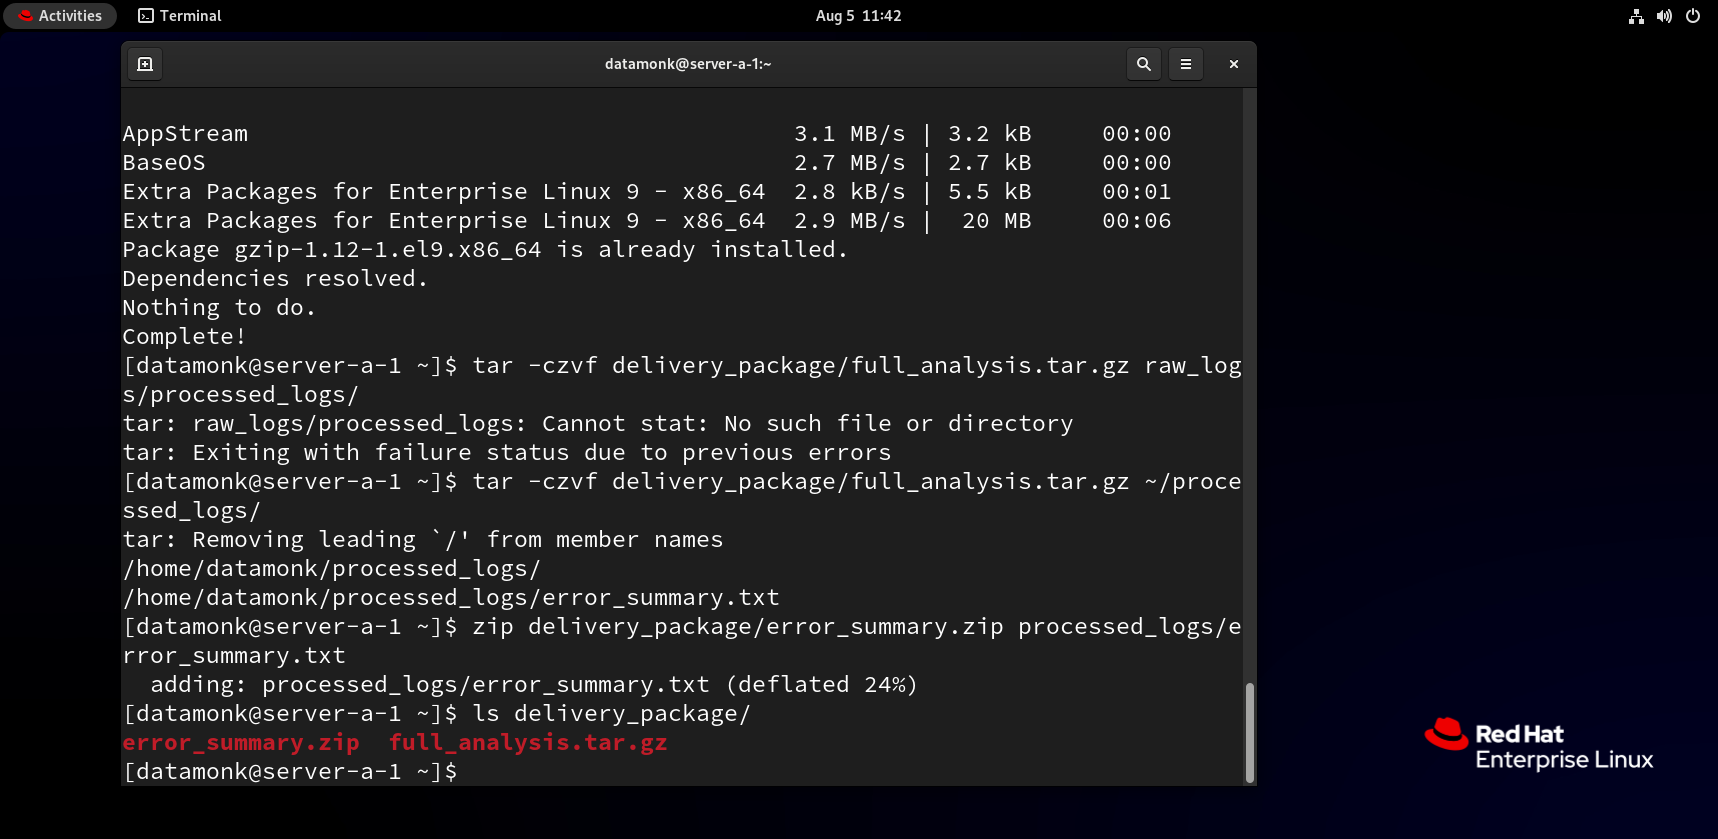 Activities Terminal Aug 5 11:42
datamonk@server-a-1:~
AppStream 3.1 MB/s | 3.2 kB 00:00
BaseOS 2.7 MB/s | 2.7 kB 00:00
Extra Packages for Enterprise Linux 9 - x86_64 2.8 kB/s | 5.5 kB 00:01
Extra Packages for Enterprise Linux 9 - x86_64 2.9 MB/s | 20 MB 00:06
Package gzip-1.12-1.el9.x86_64 is already installed.
Dependencies resolved.
Nothing to do.
Complete!
[datamonk@server-a-1 ~]$ tar -czvf delivery_package/full_analysis.tar.gz raw_log
s/processed_logs/
tar: raw_logs/processed_logs: Cannot stat: No such file or directory
tar: Exiting with failure status due to previous errors
[datamonk@server-a-1 ~]$ tar -czvf delivery_package/full_analysis.tar.gz ~/proce
ssed_logs/
tar: Removing leading `/' from member names
/home/datamonk/processed_logs/
/home/datamonk/processed_logs/error_summary.txt
[datamonk@server-a-1 ~]$ zip delivery_package/error_summary.zip processed_logs/e
rror_summary.txt
  adding: processed_logs/error_summary.txt (deflated 24%)
[datamonk@server-a-1 ~]$ ls delivery_package/
error_summary.zip  full_analysis.tar.gz
[datamonk@server-a-1 ~]$
Red Hat
Enterprise Linux